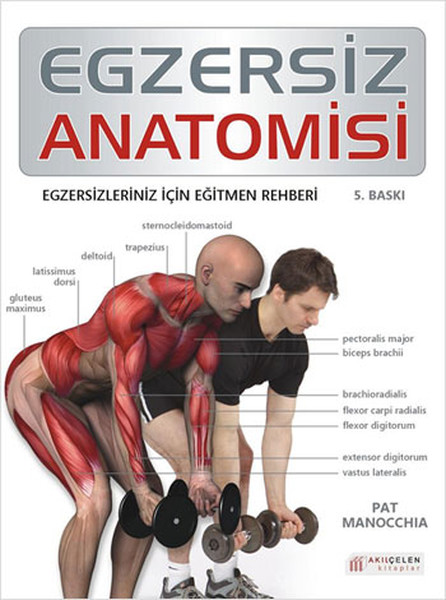 EGZERSİZ
ANATOMİSİ
EGZERSİZLERİNİZ İÇİN EĞİTMEN REHBERİ 5. BASKI
sternocleidomastoid
trapezius
deltoid
latissimus
dorsi
gluteus
maximus
pectoralis major
biceps brachii
brachioradialis
flexor carpi radialis
flexor digitorum
extensor digitorum
vastus lateralis
PAT
MANOCCHIA
AKILÇELEN
kitaplar